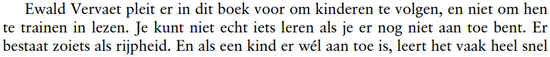 Ewald Vervaet pleit er in dit boek voor om kinderen te volgen, en niet om hen
te trainen in lezen. Je kunt niet echt iets leren als je er nog niet aan toe bent. Er
bestaat zoiets als rijpheid. En als een kind er wél aan toe is, leert het vaak heel snel